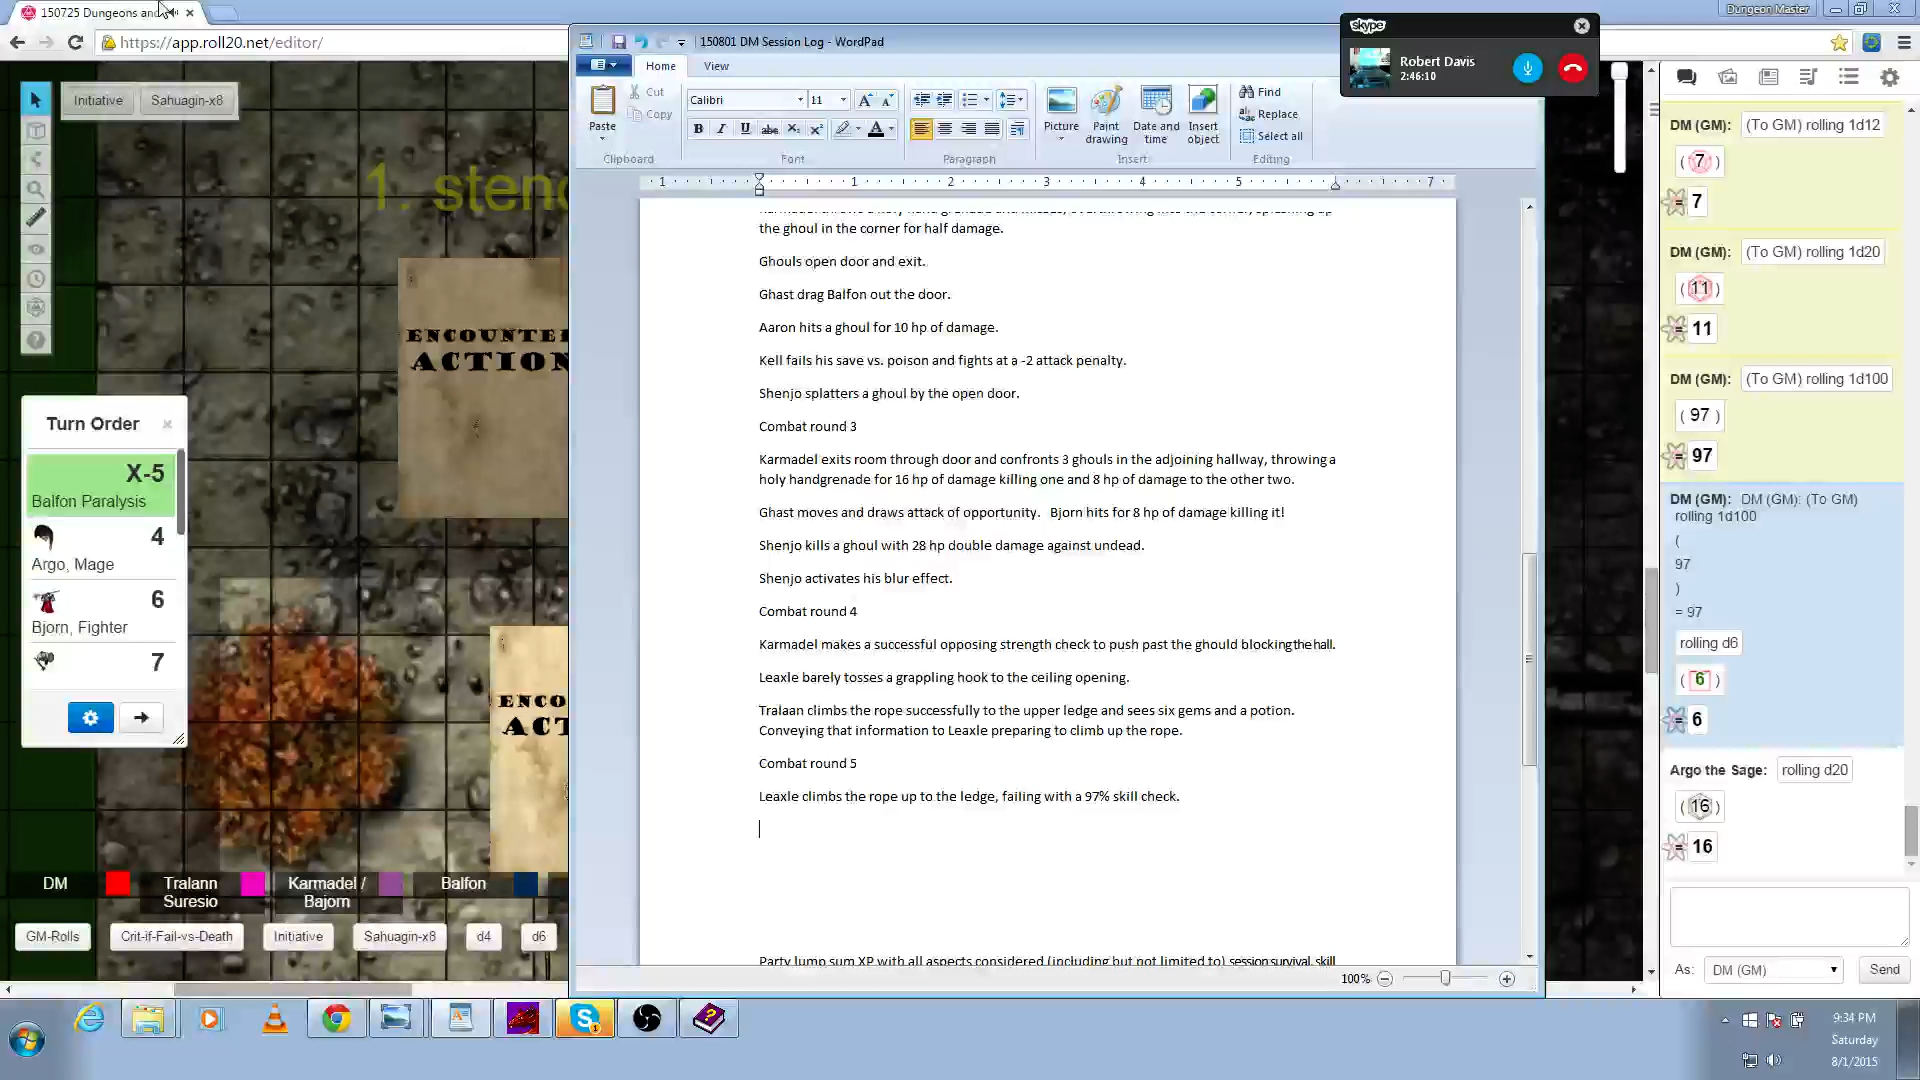 150725 Dungeons and
Dungeon Master
https://app.roll20.net/editor/
Initiative
Sahuagin-x8
1. stenc
ENCOUNTE
ACTION
Turn Order
X-5
Balfon Paralysis
4
Argo, Mage
6
Bjorn, Fighter
7
ENCO
ACT
DM
Tralann
Suresio
Karmadel /
Bajorn
Balfon
GM-Rolls
Crit-if-Fail-vs-Death
Initiative
Sahuagin-x8
d4
d6
150801 DM Session Log - WordPad
Home
View
Paste
Cut
Copy
Clipboard
Calibri
11
Font
Paragraph
Picture
Paint
drawing
Date and
time
Insert
object
Insert
Find
Replace
Select all
Editing
1 1 2 3 4 5 7
the ghoul in the corner for half damage.
Ghouls open door and exit.
Ghast drag Balfon out the door.
Aaron hits a ghoul for 10 hp of damage.
Kell fails his save vs. poison and fights at a -2 attack penalty.
Shenjo splatters a ghoul by the open door.
Combat round 3
Karmadel exits room through door and confronts 3 ghouls in the adjoining hallway, throwing a
holy handgrenade for 16 hp of damage killing one and 8 hp of damage to the other two.
Ghast moves and draws attack of opportunity. Bjorn hits for 8 hp of damage killing it!
Shenjo kills a ghoul with 28 hp double damage against undead.
Shenjo activates his blur effect.
Combat round 4
Karmadel makes a successful opposing strength check to push past the ghould blocking the hall.
Leaxle barely tosses a grappling hook to the ceiling opening.
Tralaan climbs the rope successfully to the upper ledge and sees six gems and a potion.
Conveying that information to Leaxle preparing to climb up the rope.
Combat round 5
Leaxle climbs the rope up to the ledge, failing with a 97% skill check.
Party lump sum XP with all aspects considered (including but not limited to) session survival, skill
100%
skype
Robert Davis
2:46:10
DM (GM): (To GM) rolling 1d12
(7)
= 7
DM (GM): (To GM) rolling 1d20
(11)
= 11
DM (GM): (To GM) rolling 1d100
(97)
= 97
DM (GM): DM (GM): (To GM)
rolling 1d100
(
97
)
= 97
rolling d6
(6)
= 6
Argo the Sage: rolling d20
(16)
= 16
As: DM (GM)
Send
9:34 PM
Saturday
8/1/2015